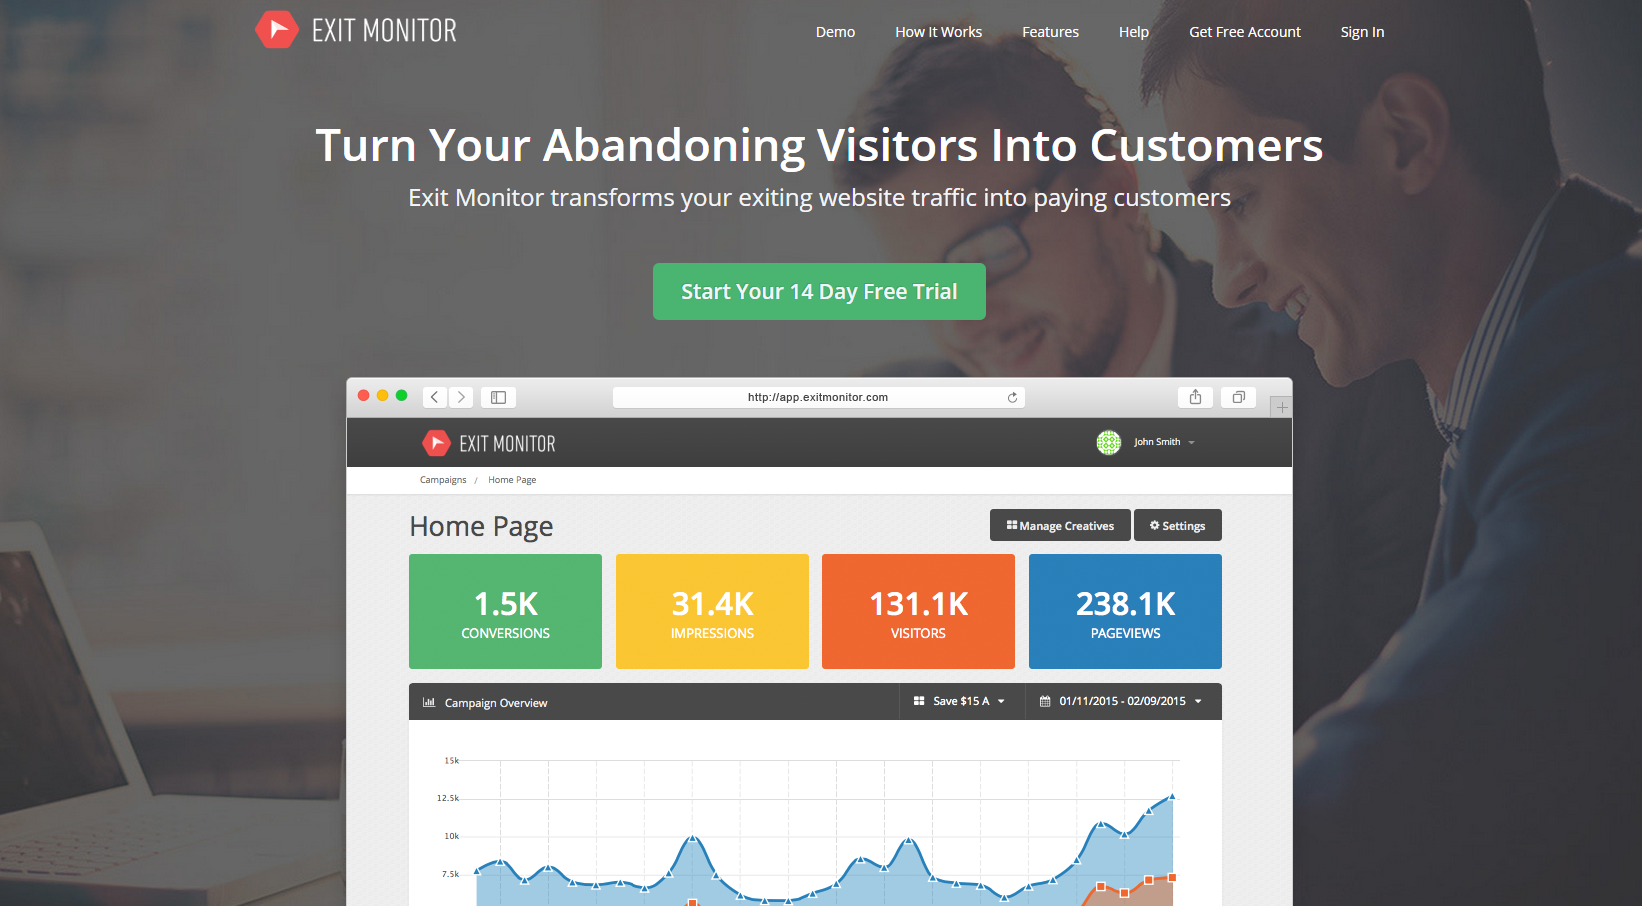 EXIT MONITOR
Demo How It Works Features Help Get Free Account Sign In
Turn Your Abandoning Visitors Into Customers
Exit Monitor transforms your exiting website traffic into paying customers
Start Your 14 Day Free Trial
http://app.exitmonitor.com
EXIT MONITOR
John Smith
Campaigns / Home Page
Home Page
Manage Creatives
Settings
1.5K
CONVERSIONS
31.4K
IMPRESSIONS
131.1K
VISITORS
238.1K
PAGEVIEWS
Campaign Overview
Save $15 A
01/11/2015 - 02/09/2015
15k
12.5k
10k
7.5k